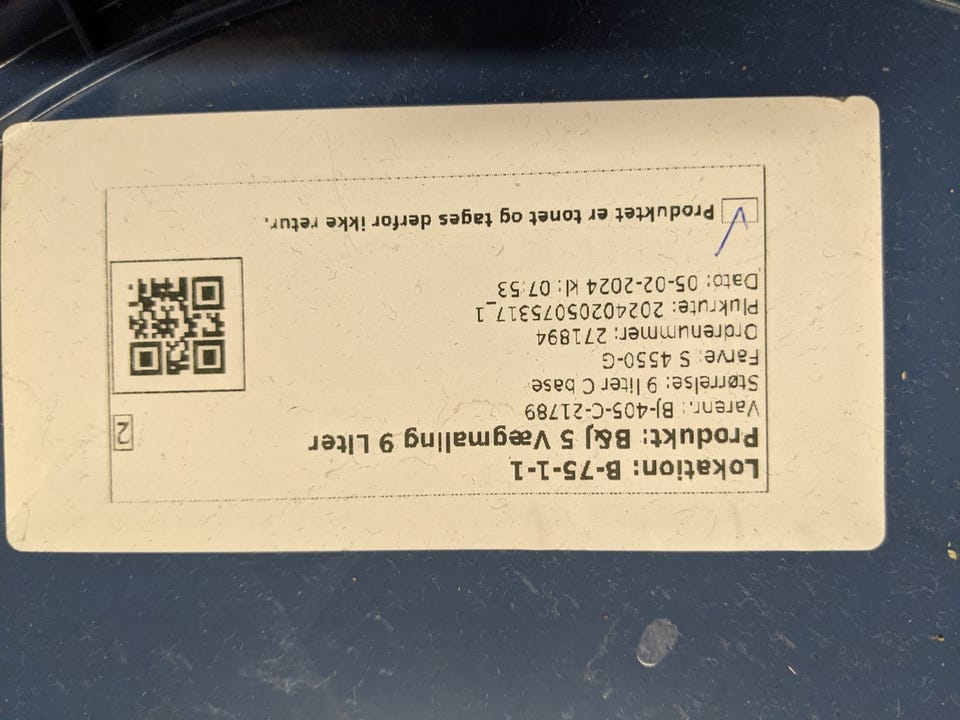 Lokation: B-75-1-1
Produkt: B&J 5 Vægmaling 9 Liter
2
Varenr.: BJ-405-C-21789
Størrelse: 9 liter C base
Farve: S 4550-G
Ordrenummer: 271894
Plukrute: 20240205075317_1
Dato: 05-02-2024 kl: 07:53
Produktet er tonet og tages derfor ikke retur.